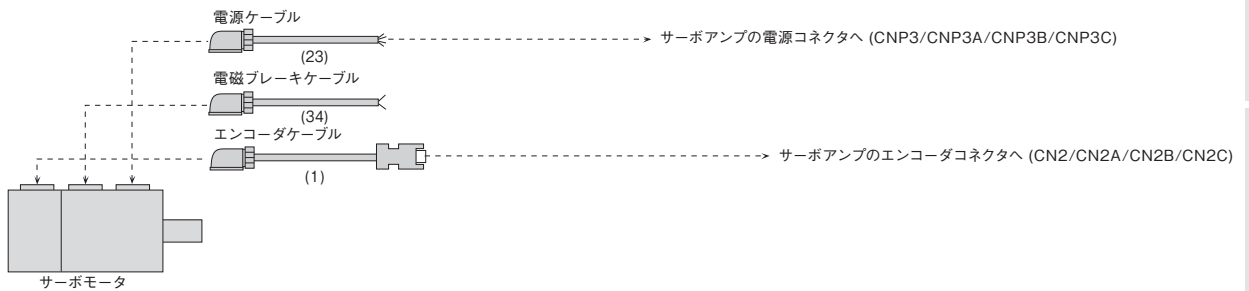 電源ケーブル
サーボアンプの電源コネクタへ (CNP3/CNP3A/CNP3B/CNP3C)
(23)
電磁ブレーキケーブル
(34)
エンコーダケーブル
サーボアンプのエンコーダコネクタへ (CN2/CN2A/CN2B/CN2C)
(1)
サーボモータ